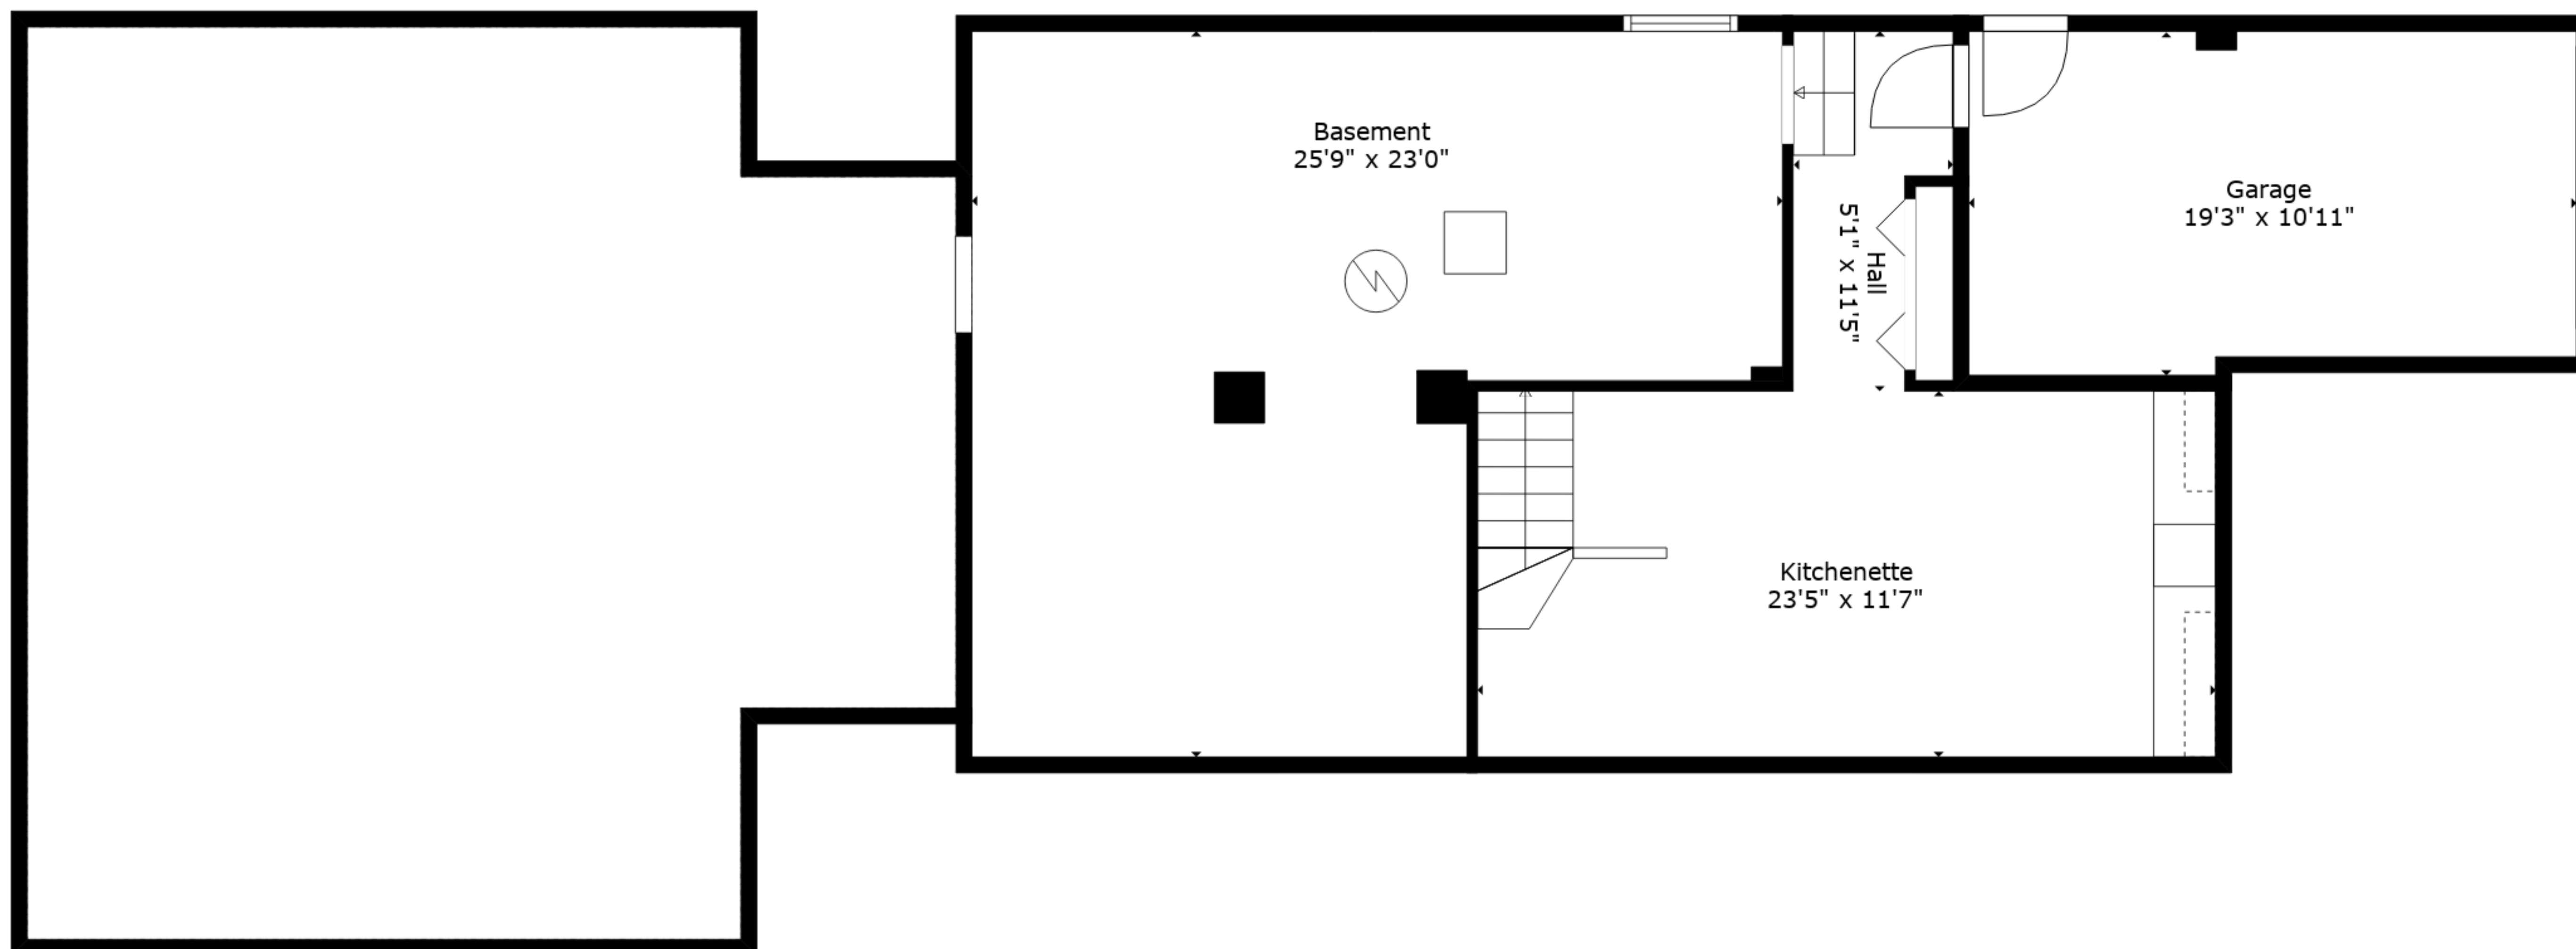 Basement
25'9" x 23'0"
Garage
19'3" x 10'11"
Hall
5'1" x 11'5"
Kitchenette
23'5" x 11'7"